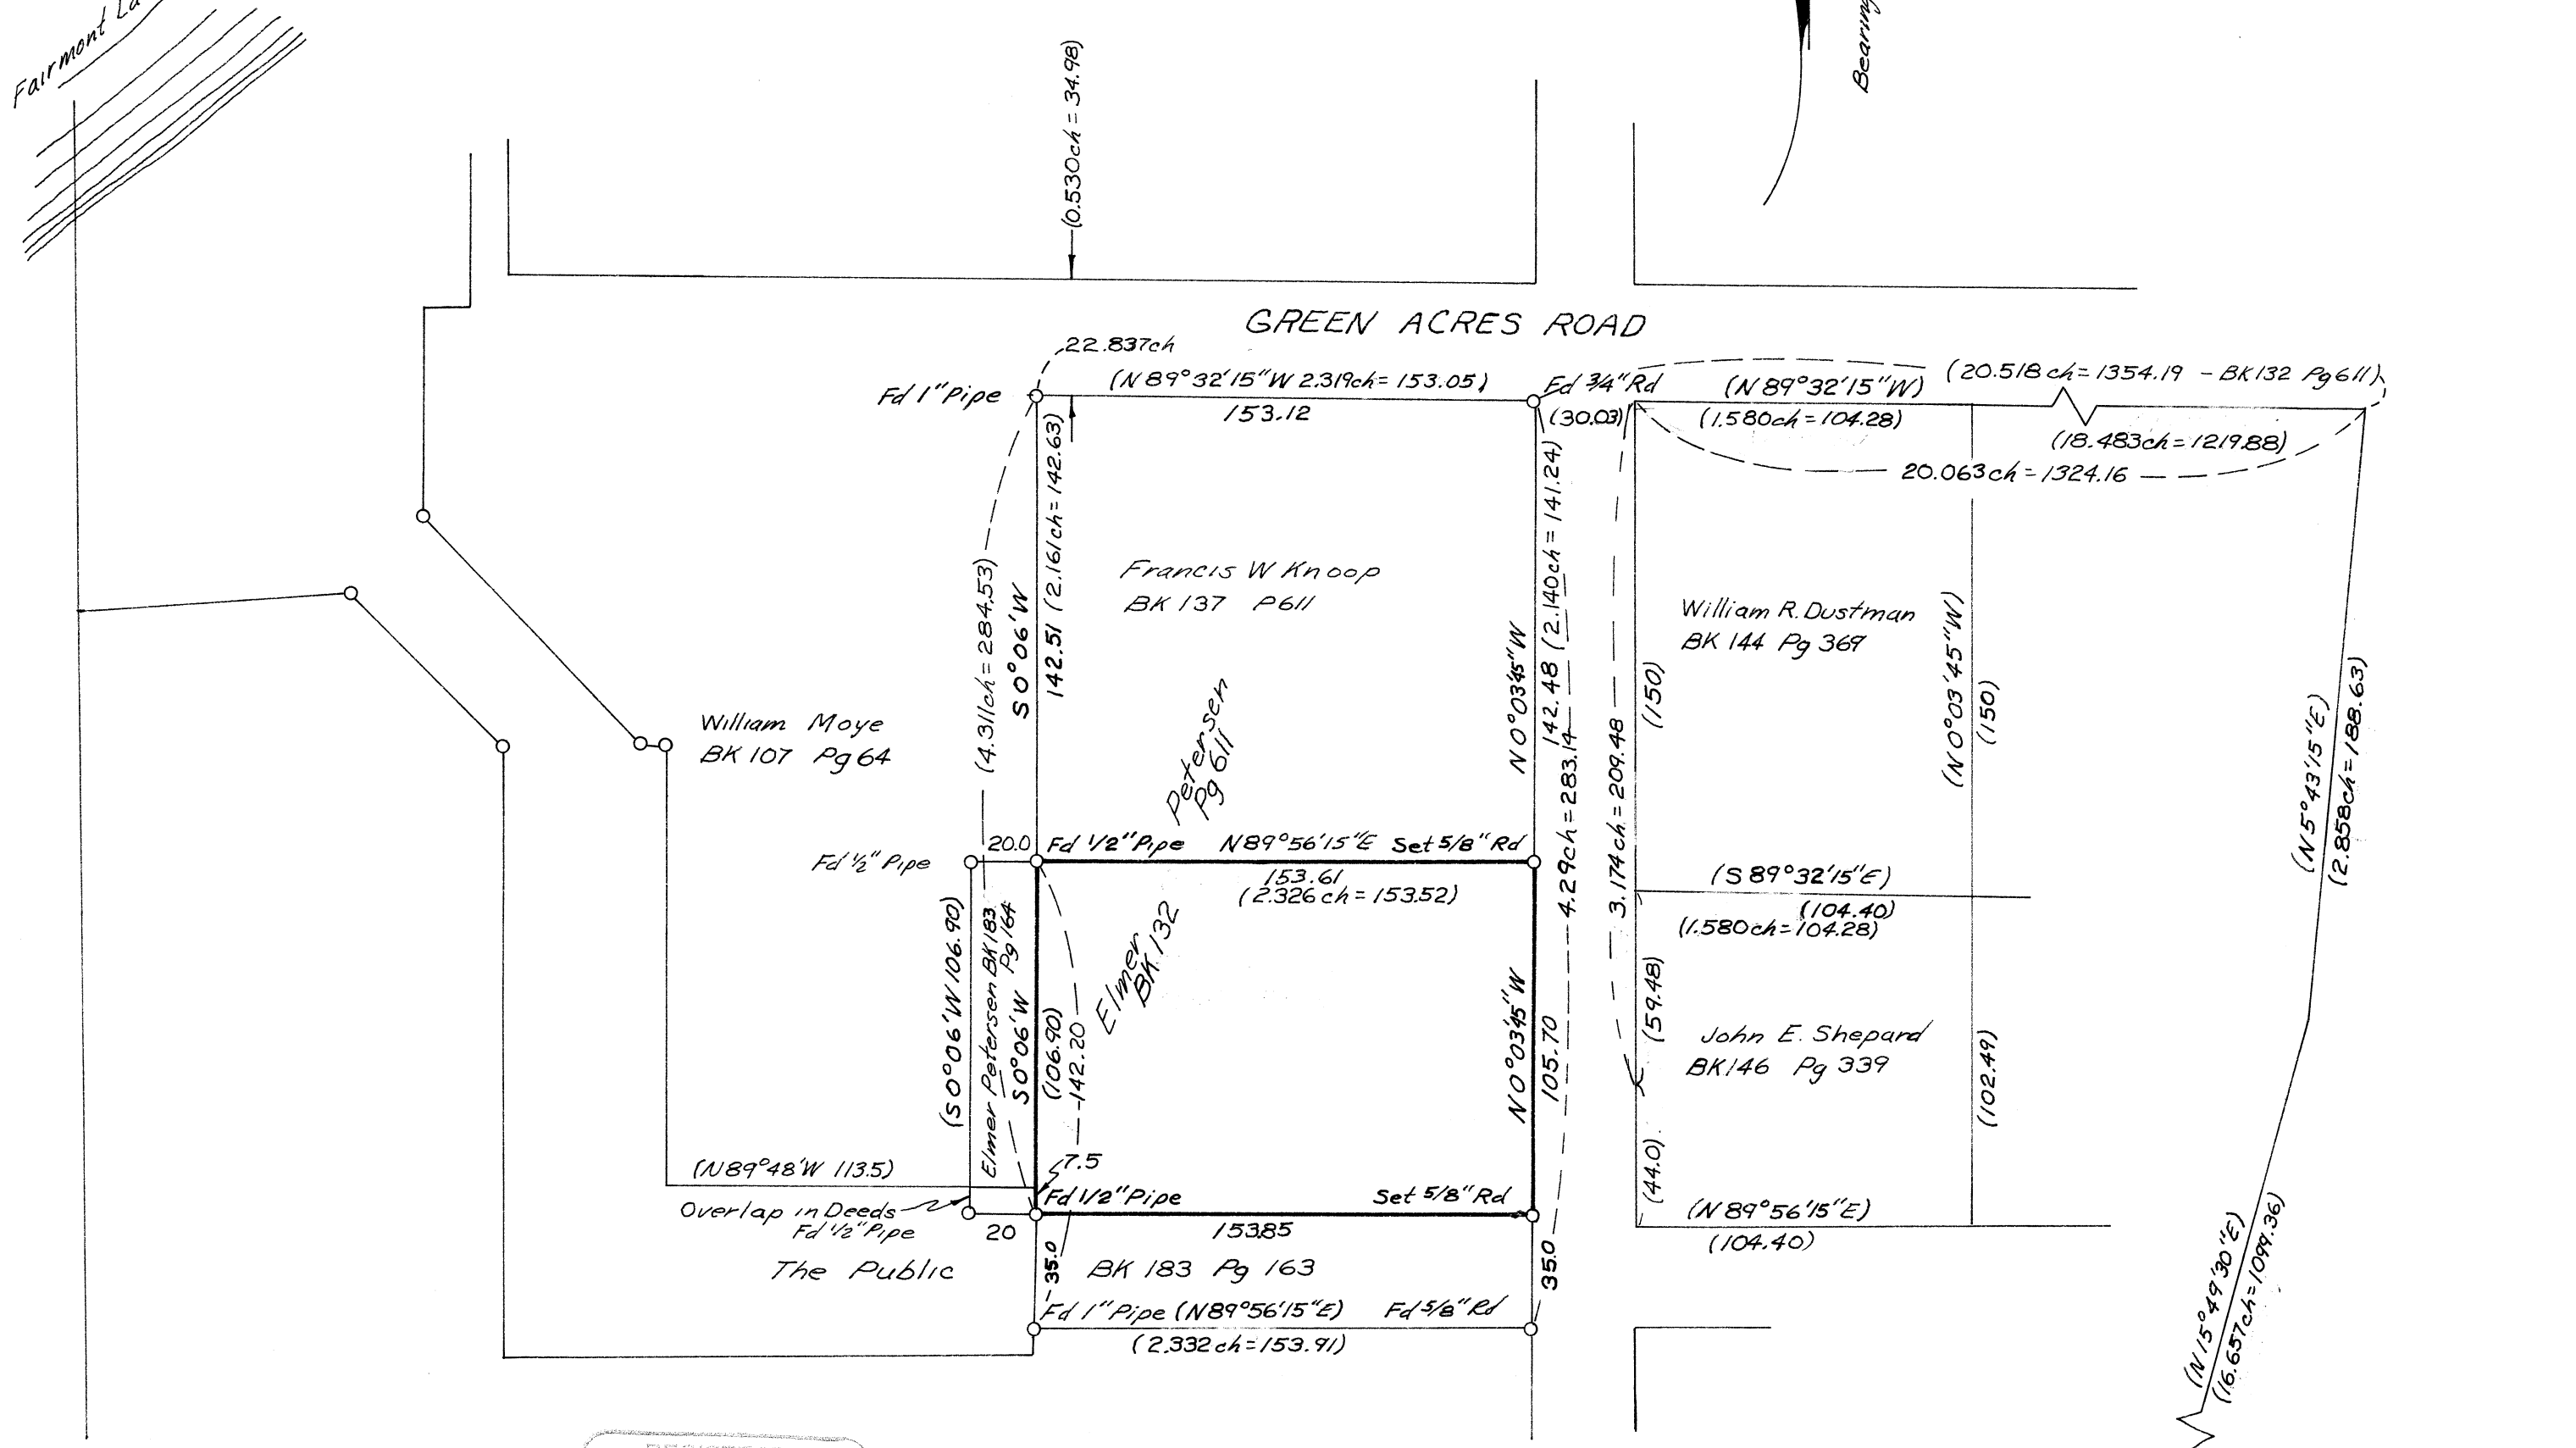 Fairmont La
(0.530ch = 34.98)
Bearing
GREEN ACRES ROAD
22.837ch
(N 89°32'15"W 2.319ch = 153.05)
Fd 1" Pipe
153.12
Fd 3/4" Rd
(30.03)
(N 89°32'15"W)
(20.518 ch = 1354.19 - BK132 Pg 611)
(1.580ch = 104.28)
(18.483ch = 1219.88)
20.063ch = 1324.16
(4.311ch = 284.53)
S 0°06'W
142.51 (2.161ch = 142.63)
Francis W Knoop
BK 137 P611
N 0°03'45"W
142.48 (2.140ch = 141.24)
4.29ch = 283.14
3.174ch = 209.48
(150)
William R. Dustman
BK 144 Pg 369
(N 0°03'45"W)
(150)
(N 5°43'15"E)
(2.858ch = 188.63)
William Moye
BK 107 Pg 64
Petersen
Pg 611
20.0
Fd 1/2" Pipe
N89°56'15"E
Set 5/8" Rd
Fd 1/2" Pipe
153.61
(2.326 ch = 153.52)
(S 89°32'15"E)
(104.40)
(1.580ch = 104.28)
(S 0°06'W 106.90)
Elmer Petersen BK 183
Pg 164
S 0°06'W
(106.90)
142.20
Elmer
BK 132
N 0°03'45"W
105.70
(59.48)
John E. Shepard
BK146 Pg 339
(102.49)
(44.0)
(N 89°48'W 113.5)
7.5
Overlap in Deeds
Fd 1/2" Pipe
Fd 1/2" Pipe
Set 5/8" Rd
20
153.85
(N 89°56'15"E)
(104.40)
The Public
35.0
BK 183 Pg 163
35.0
Fd 1" Pipe (N89°56'15"E)
Fd 5/8" Rd
(2.332 ch = 153.91)
(N 15°49'30"E)
(16.657ch = 1099.36)